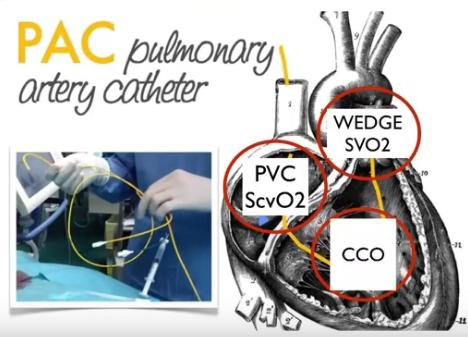 PAC pulmonary
artery catheter
WEDGE
SVO2
PVC
ScvO2
CCO